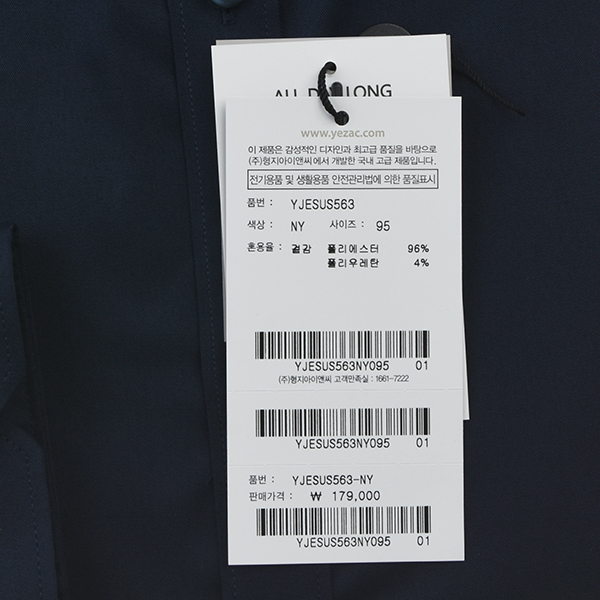 ALL DAY LONG
www.yezac.com
이 제품은 감성적인 디자인과 최고급 품질을 바탕으로
(주)형지아이앤씨에서 개발한 국내 고급 제품입니다.
전기용품 및 생활용품 안전관리법에 의한 품질표시
품번 : YJESUS563
색상 : NY 사이즈 : 95
혼용율 : 겉감 폴리에스터 96%
폴리우레탄 4%
YJESUS563NY095 01
(주)형지아이앤씨 고객만족실 : 1661-7222
YJESUS563NY095 01
품번 : YJESUS563-NY
판매가격 : ₩ 179,000
YJESUS563NY095 01